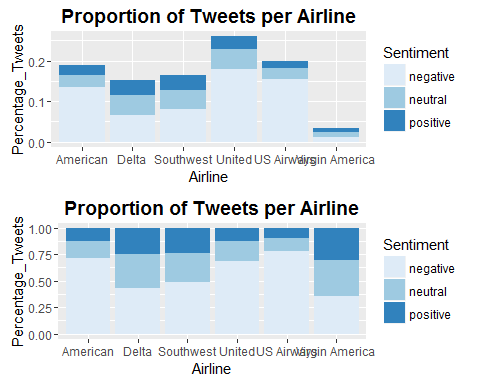 Proportion of Tweets per Airline
Percentage_Tweets
0.2
0.1
0.0
American Delta Southwest United US Airways Virgin America
Airline
Sentiment
negative
neutral
positive
Proportion of Tweets per Airline
Percentage_Tweets
1.00
0.75
0.50
0.25
0.00
American Delta Southwest United US Airways Virgin America
Airline
Sentiment
negative
neutral
positive